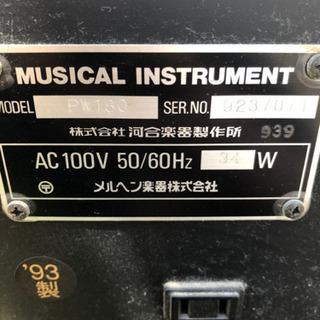 MUSICAL INSTRUMENT
MODEL PW180 SER.NO. 9237071
株式会社 河合楽器製作所 939
AC100V 50/60Hz 34 W
〒 メルヘン楽器株式会社
'93
製